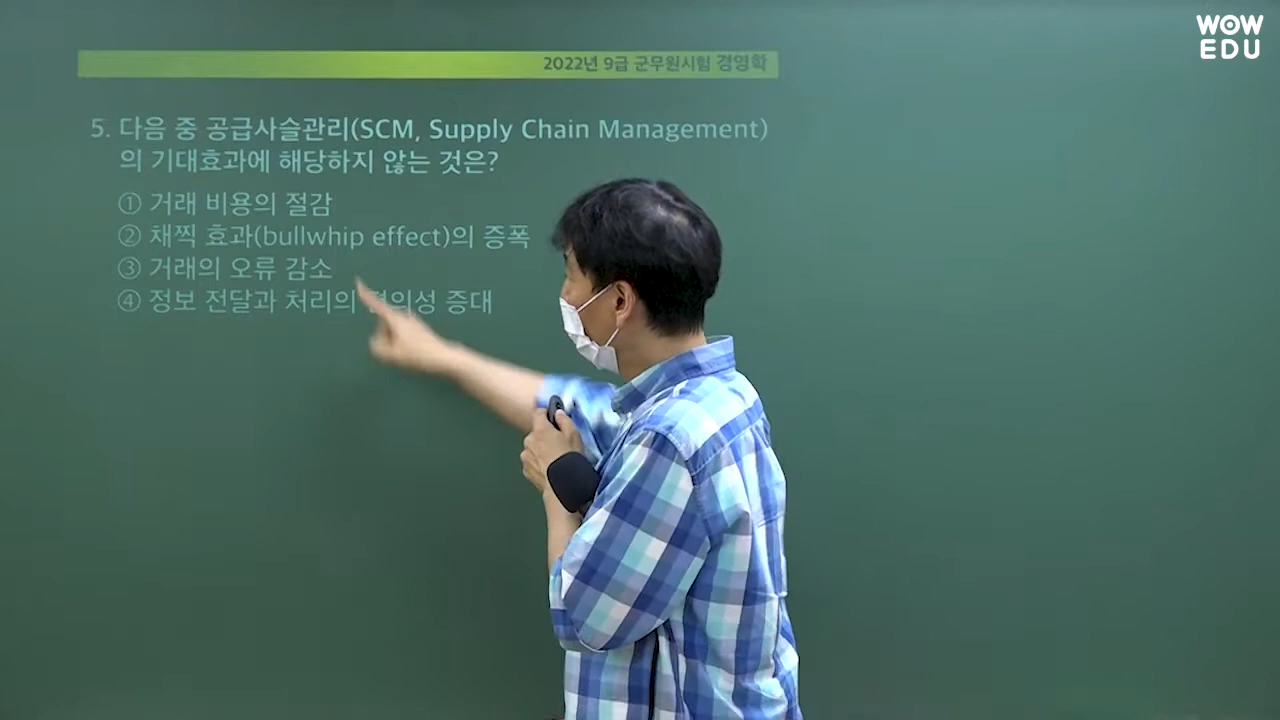 WOW
EDU
2022년 9급 군무원시험 경영학
5. 다음 중 공급사슬관리(SCM, Supply Chain Management)
의 기대효과에 해당하지 않는 것은?
① 거래 비용의 절감
② 채찍 효과(bullwhip effect)의 증폭
③ 거래의 오류 감소
④ 정보 전달과 처리의 편의성 증대